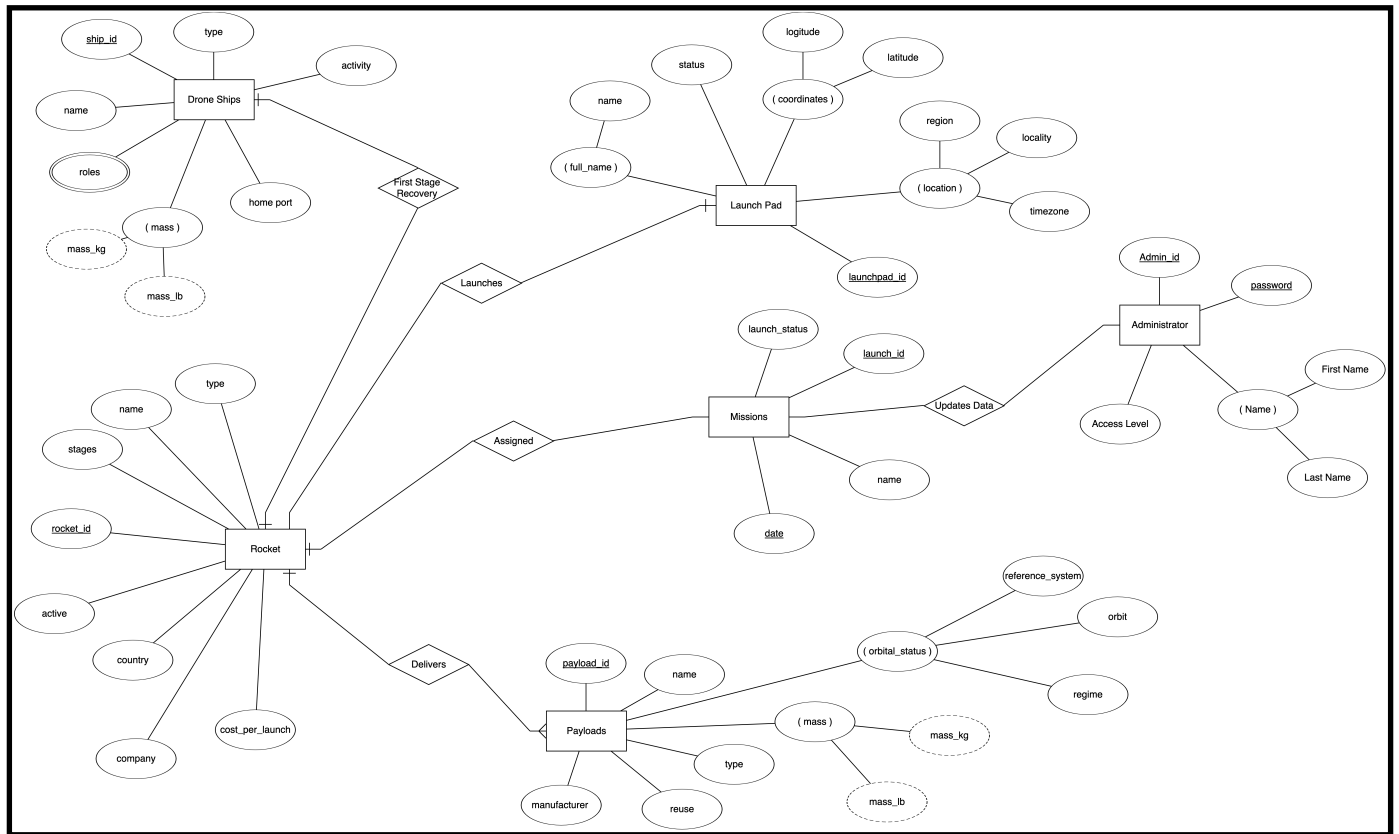 ship_id
type
activity
Drone Ships
name
roles
( mass )
home port
mass_kg
mass_lb
First Stage
Recovery
Launches
logitude
latitude
status
( coordinates )
name
( full_name )
region
locality
( location )
timezone
Launch Pad
launchpad_id
Admin_id
password
Administrator
First Name
( Name )
Access Level
Last Name
launch_status
launch_id
Missions
Updates Data
name
date
Assigned
type
name
stages
rocket_id
Rocket
active
country
company
cost_per_launch
Delivers
payload_id
name
Payloads
manufacturer
reuse
type
( mass )
mass_kg
mass_lb
reference_system
orbit
( orbital_status )
regime